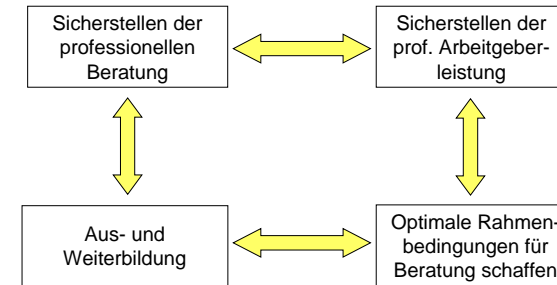 Sicherstellen der
professionellen
Beratung
Sicherstellen der
prof. Arbeitgeber-
leistung
Aus- und
Weiterbildung
Optimale Rahmen-
bedingungen für
Beratung schaffen